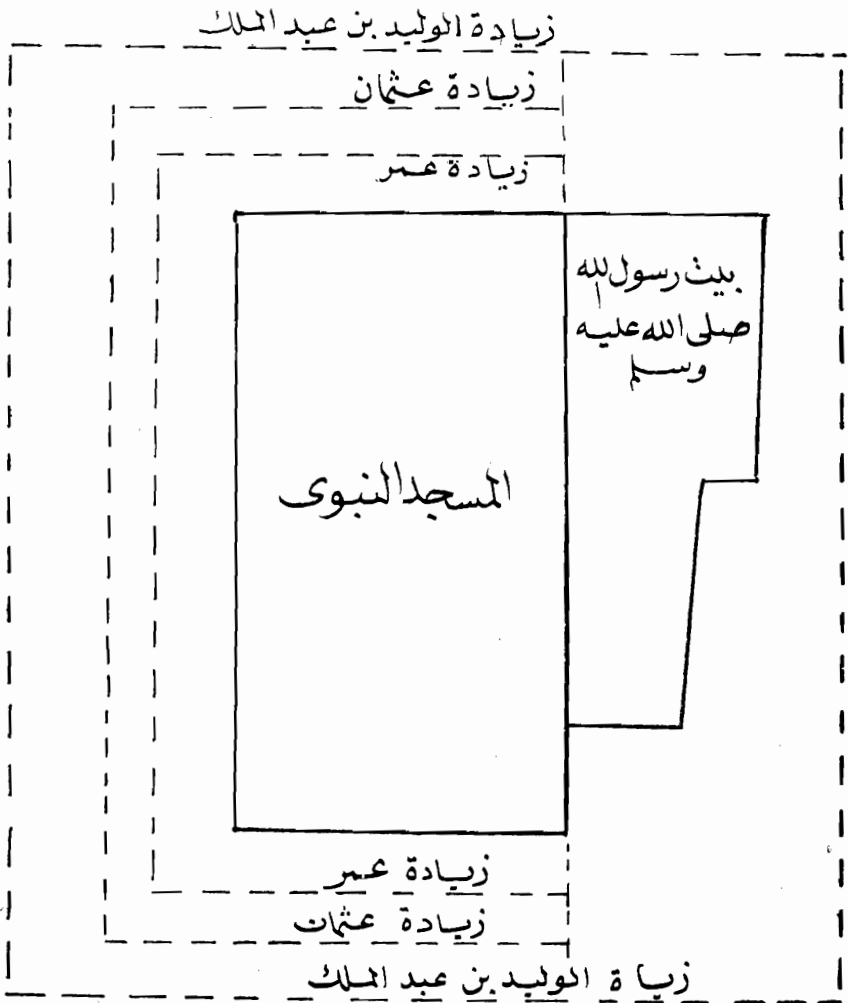 زيادة الوليد بن عبد الملك
زيادة عثمان
زيادة عمر
بيت رسول الله
صلى الله عليه
وسلم
المسجد النبوى
زيادة عمر
زيادة عثمان
زياة الوليد بن عبد الملك